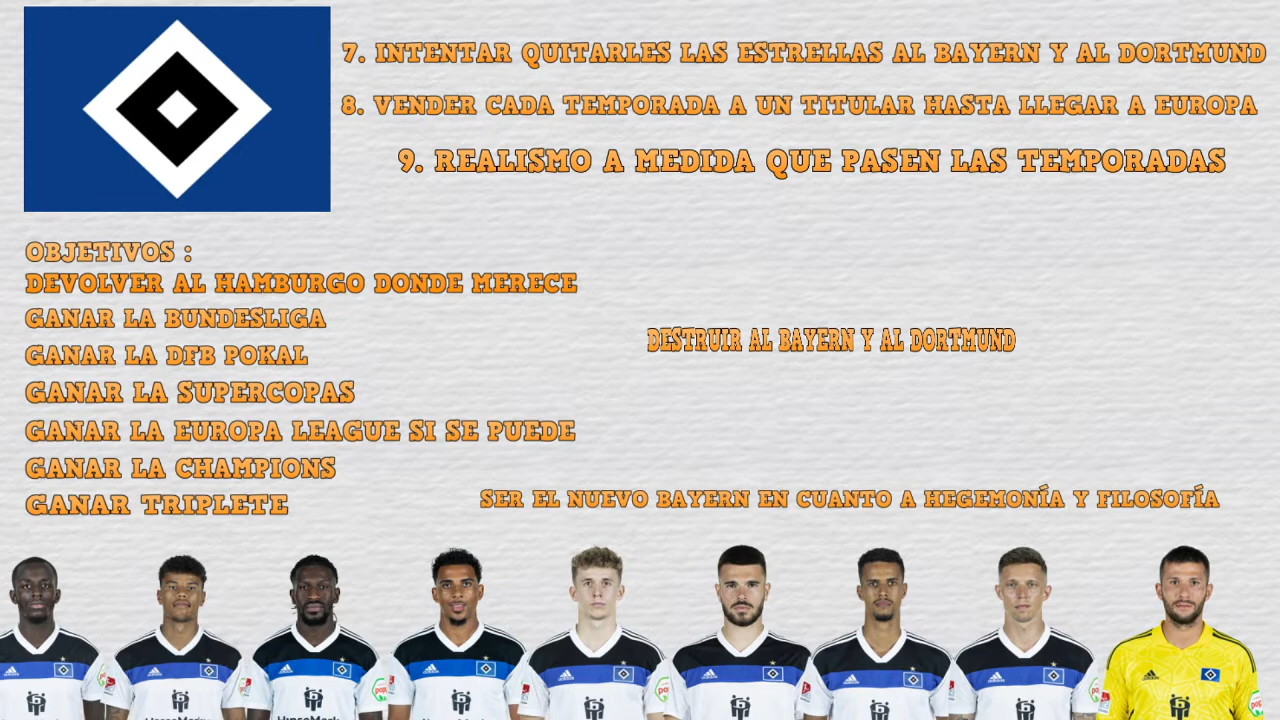 7. INTENTAR QUITARLES LAS ESTRELLAS AL BAYERN Y AL DORTMUND
8. VENDER CADA TEMPORADA A UN TITULAR HASTA LLEGAR A EUROPA
9. REALISMO A MEDIDA QUE PASEN LAS TEMPORADAS
OBJETIVOS :
DEVOLVER AL HAMBURGO DONDE MERECE
GANAR LA BUNDESLIGA
DESTRUIR AL BAYERN Y AL DORTMUND
GANAR LA DFB POKAL
GANAR LA SUPERCOPAS
GANAR LA EUROPA LEAGUE SI SE PUEDE
GANAR LA CHAMPIONS
GANAR TRIPLETE
SER EL NUEVO BAYERN EN CUANTO A HEGEMONÍA Y FILOSOFÍA